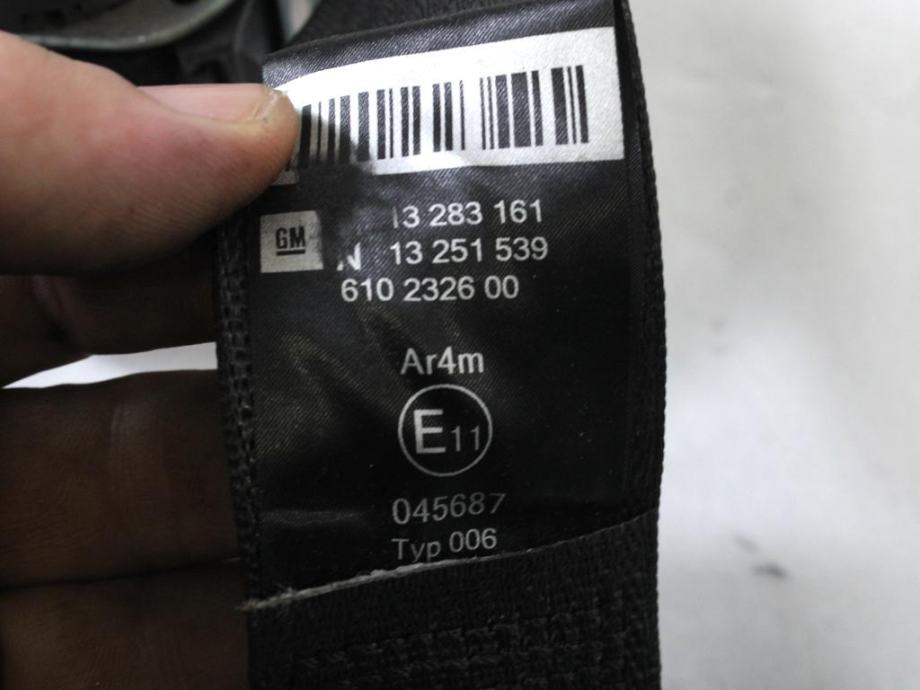 13 283 161
GM
N 13 251 539
610 2326 00
Ar4m
E11
045687
Typ 006